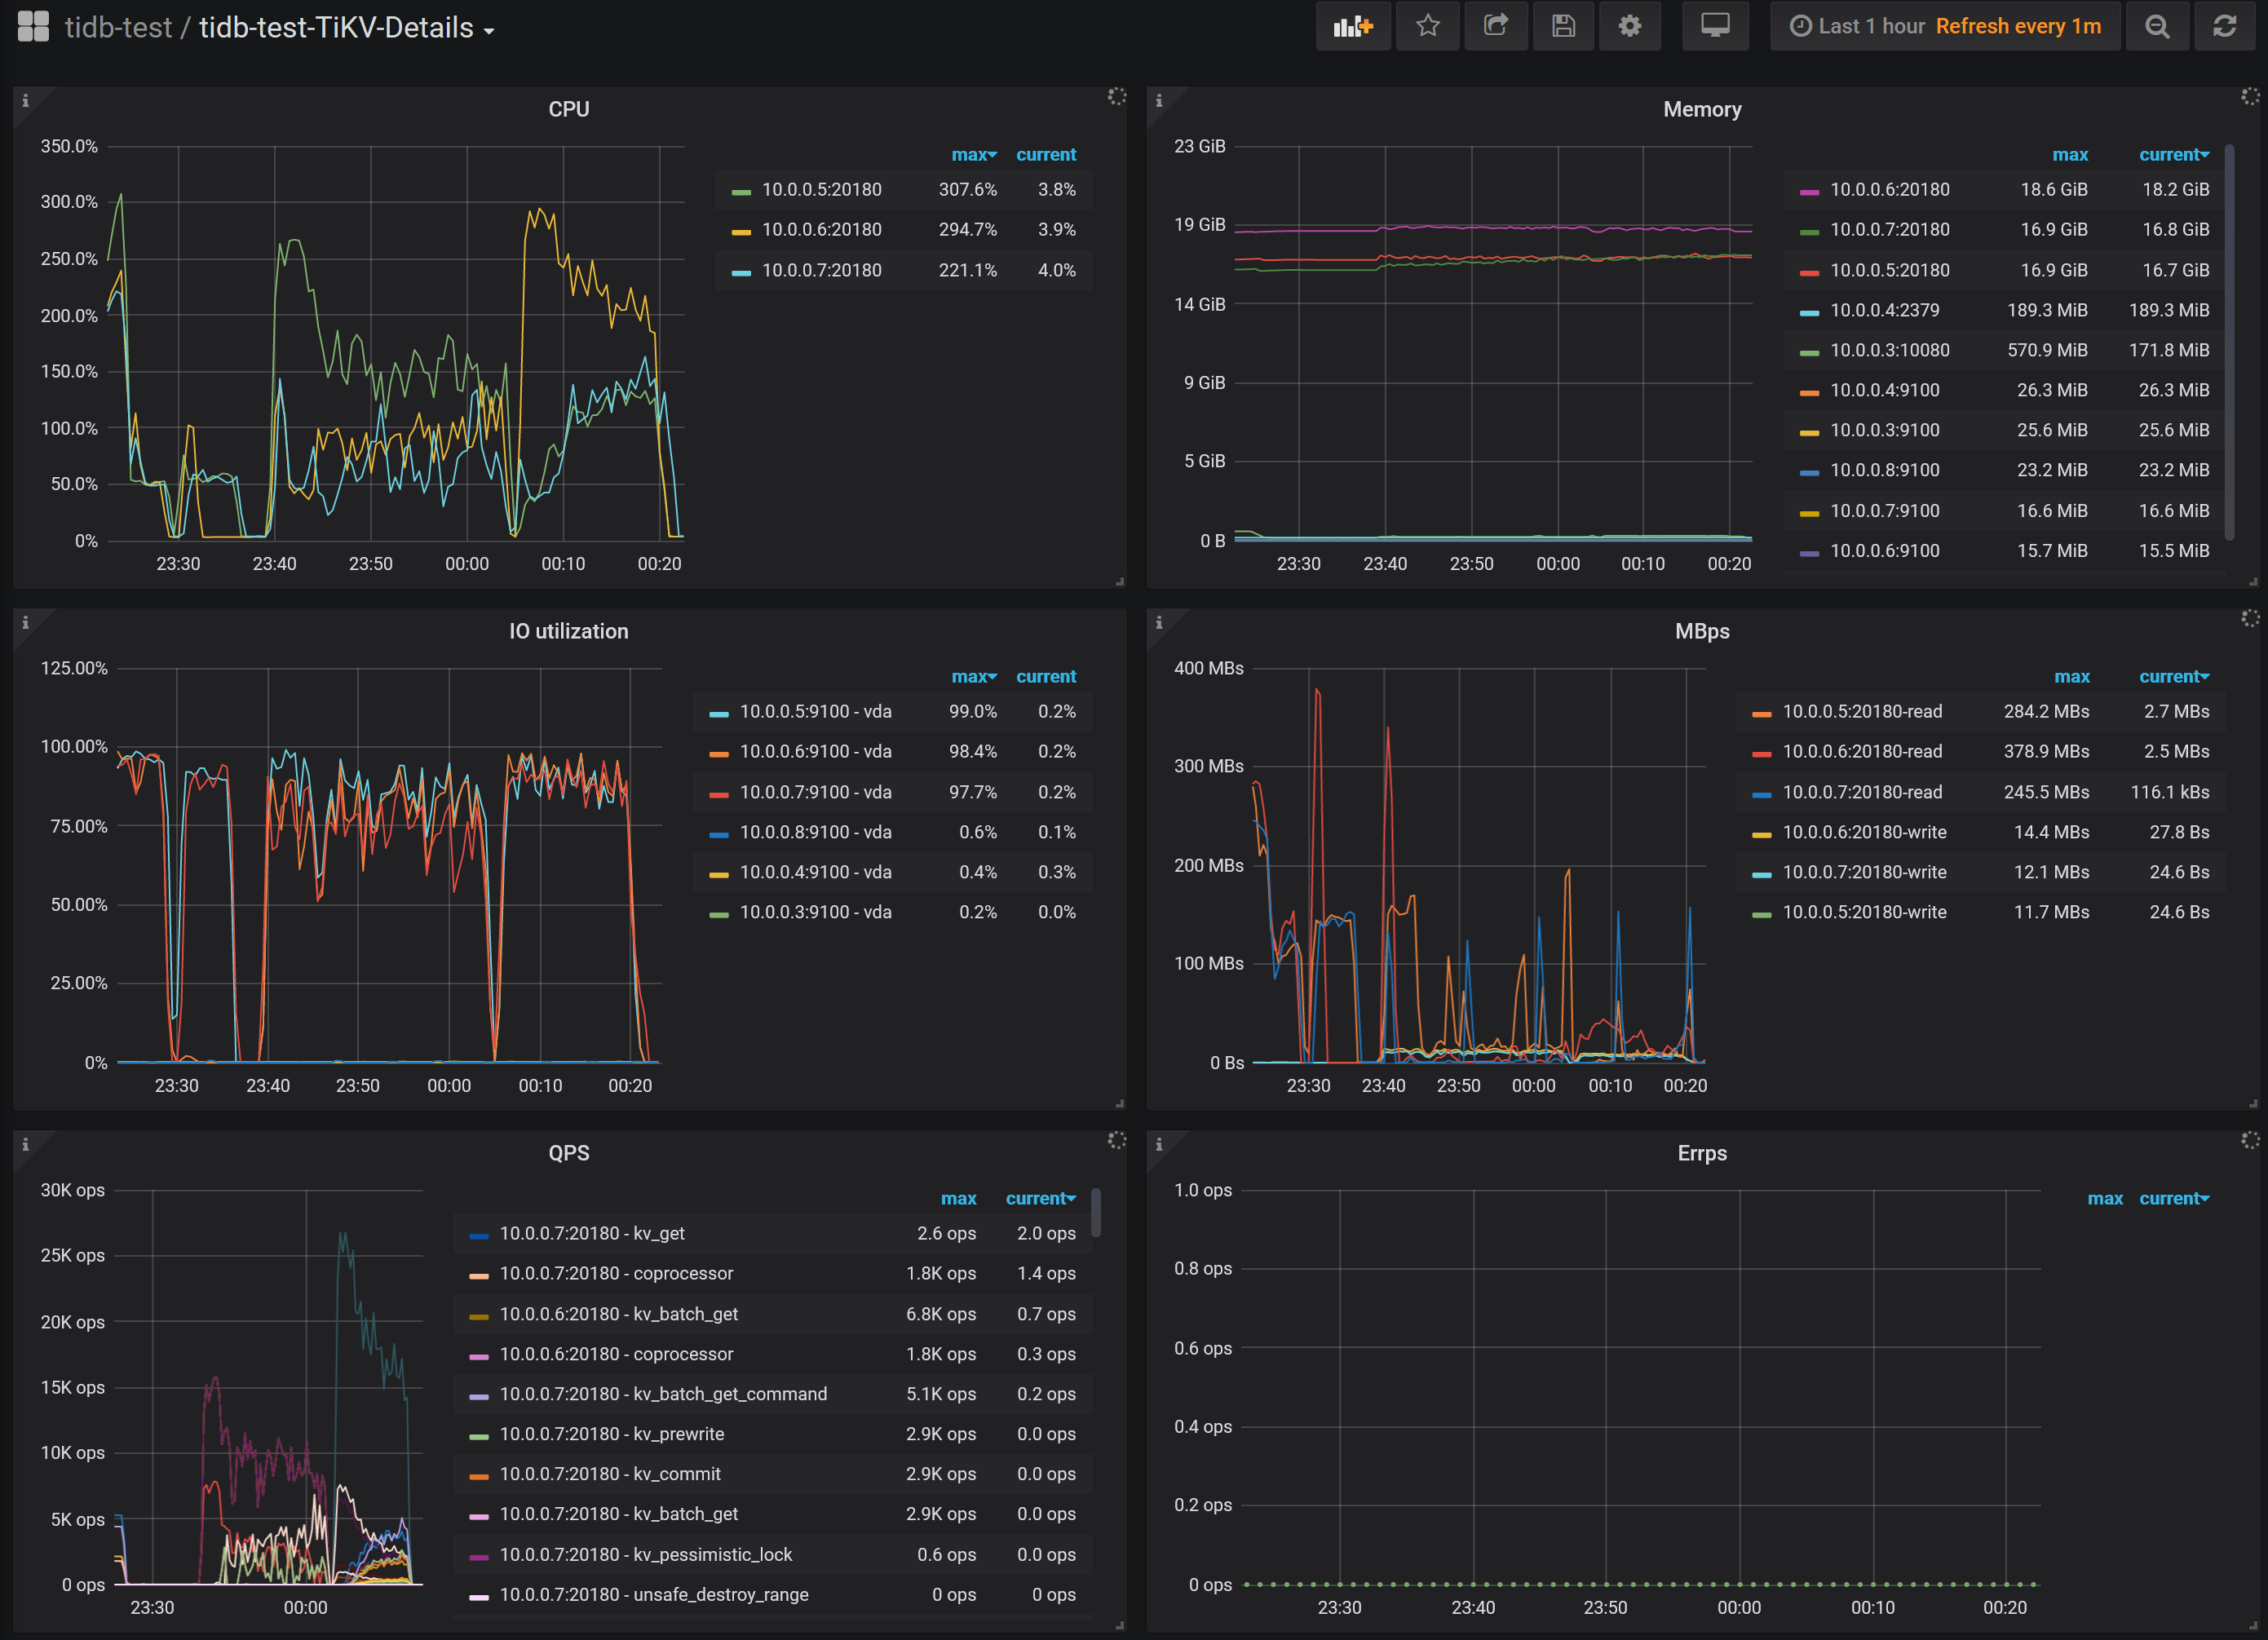 tidb-test / tidb-test-TiKV-Details
Last 1 hour Refresh every 1m
CPU
350.0%
300.0%
250.0%
200.0%
150.0%
100.0%
50.0%
0%
23:30 23:40 23:50 00:00 00:10 00:20
max current
10.0.0.5:20180 307.6% 3.8%
10.0.0.6:20180 294.7% 3.9%
10.0.0.7:20180 221.1% 4.0%
Memory
23 GiB
19 GiB
14 GiB
9 GiB
5 GiB
0 B
23:30 23:40 23:50 00:00 00:10 00:20
max current
10.0.0.6:20180 18.6 GiB 18.2 GiB
10.0.0.7:20180 16.9 GiB 16.8 GiB
10.0.0.5:20180 16.9 GiB 16.7 GiB
10.0.0.4:2379 189.3 MiB 189.3 MiB
10.0.0.3:10080 570.9 MiB 171.8 MiB
10.0.0.4:9100 26.3 MiB 26.3 MiB
10.0.0.3:9100 25.6 MiB 25.6 MiB
10.0.0.8:9100 23.2 MiB 23.2 MiB
10.0.0.7:9100 16.6 MiB 16.6 MiB
10.0.0.6:9100 15.7 MiB 15.5 MiB
IO utilization
125.00%
100.00%
75.00%
50.00%
25.00%
0%
23:30 23:40 23:50 00:00 00:10 00:20
max current
10.0.0.5:9100 - vda 99.0% 0.2%
10.0.0.6:9100 - vda 98.4% 0.2%
10.0.0.7:9100 - vda 97.7% 0.2%
10.0.0.8:9100 - vda 0.6% 0.1%
10.0.0.4:9100 - vda 0.4% 0.3%
10.0.0.3:9100 - vda 0.2% 0.0%
MBps
400 MBs
300 MBs
200 MBs
100 MBs
0 Bs
23:30 23:40 23:50 00:00 00:10 00:20
max current
10.0.0.5:20180-read 284.2 MBs 2.7 MBs
10.0.0.6:20180-read 378.9 MBs 2.5 MBs
10.0.0.7:20180-read 245.5 MBs 116.1 kBs
10.0.0.6:20180-write 14.4 MBs 27.8 Bs
10.0.0.7:20180-write 12.1 MBs 24.6 Bs
10.0.0.5:20180-write 11.7 MBs 24.6 Bs
QPS
30K ops
25K ops
20K ops
15K ops
10K ops
5K ops
0 ops
23:30 00:00
max current
10.0.0.7:20180 - kv_get 2.6 ops 2.0 ops
10.0.0.7:20180 - coprocessor 1.8K ops 1.4 ops
10.0.0.6:20180 - kv_batch_get 6.8K ops 0.7 ops
10.0.0.6:20180 - coprocessor 1.8K ops 0.3 ops
10.0.0.7:20180 - kv_batch_get_command 5.1K ops 0.2 ops
10.0.0.7:20180 - kv_prewrite 2.9K ops 0.0 ops
10.0.0.7:20180 - kv_commit 2.9K ops 0.0 ops
10.0.0.7:20180 - kv_batch_get 2.9K ops 0.0 ops
10.0.0.7:20180 - kv_pessimistic_lock 0.6 ops 0.0 ops
10.0.0.7:20180 - unsafe_destroy_range 0 ops 0 ops
Errps
1.0 ops
0.8 ops
0.6 ops
0.4 ops
0.2 ops
0 ops
23:30 23:40 23:50 00:00 00:10 00:20
max current